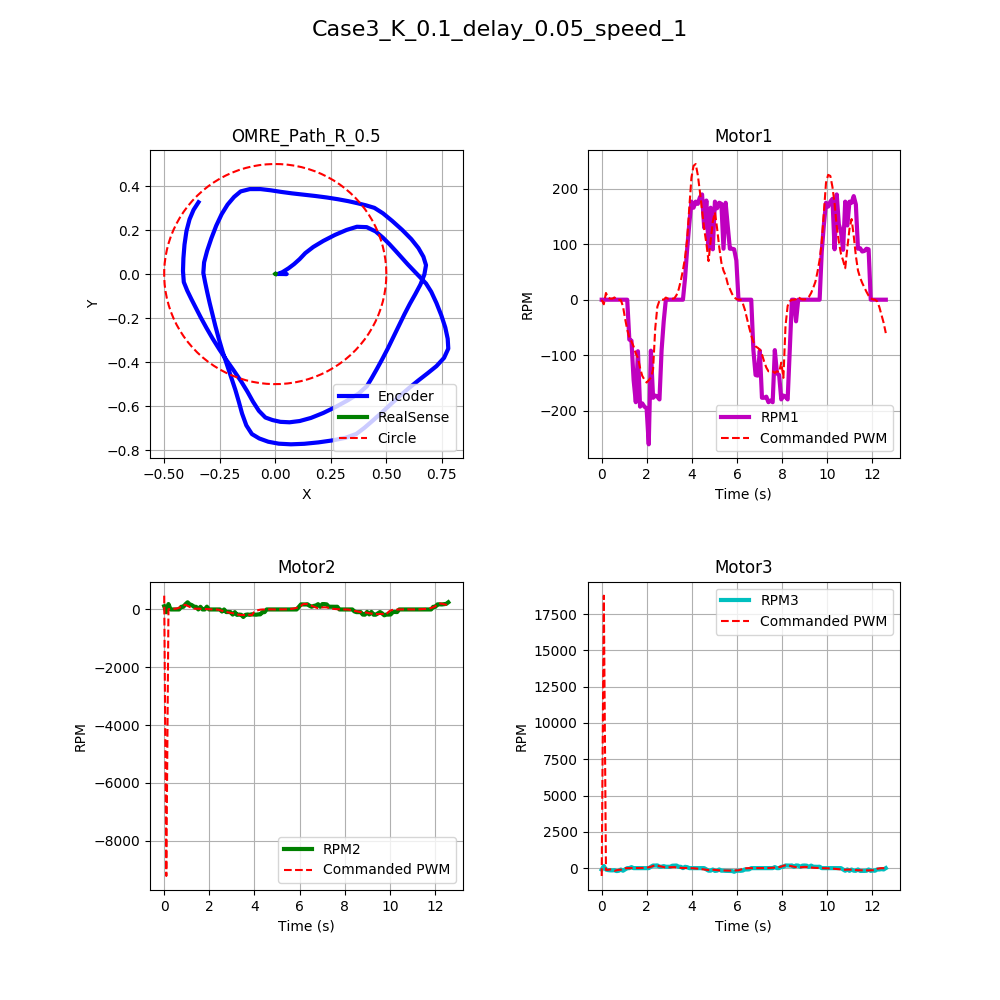 Case3_K_0.1_delay_0.05_speed_1
OMRE_Path_R_0.5
0.4
0.2
0.0
−0.2
−0.4
−0.6
−0.8
Y
−0.50
−0.25
0.00
0.25
0.50
0.75
X
Encoder
RealSense
Circle
Motor1
200
100
0
−100
−200
RPM
0
2
4
6
8
10
12
Time (s)
RPM1
Commanded PWM
Motor2
0
−2000
−4000
−6000
−8000
RPM
0
2
4
6
8
10
12
Time (s)
RPM2
Commanded PWM
Motor3
17500
15000
12500
10000
7500
5000
2500
0
RPM
0
2
4
6
8
10
12
Time (s)
RPM3
Commanded PWM